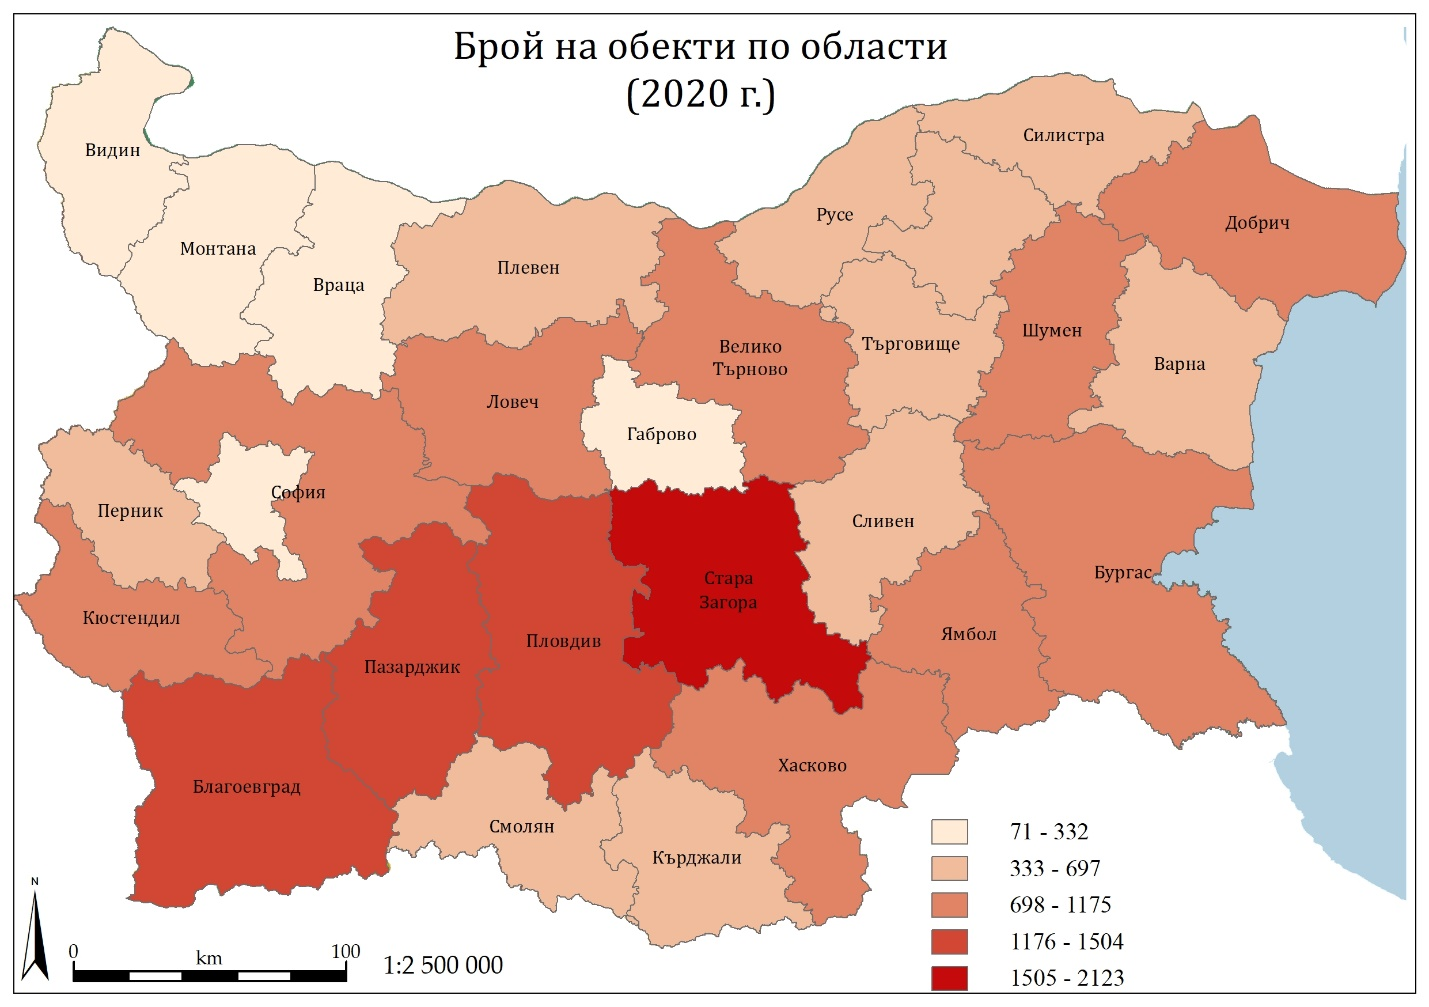 Брой на обекти по области
(2020 г.)
Видин
Монтана
Враца
Плевен
Русе
Силистра
Добрич
Велико
Търново
Търговище
Шумен
Варна
Ловеч
Габрово
София
Перник
Сливен
Стара
Загора
Бургас
Кюстендил
Пазарджик
Пловдив
Ямбол
Благоевград
Хасково
Смолян
Кърджали
71 - 332
333 - 697
698 - 1175
1176 - 1504
1505 - 2123
N
0 km 100
1:2 500 000